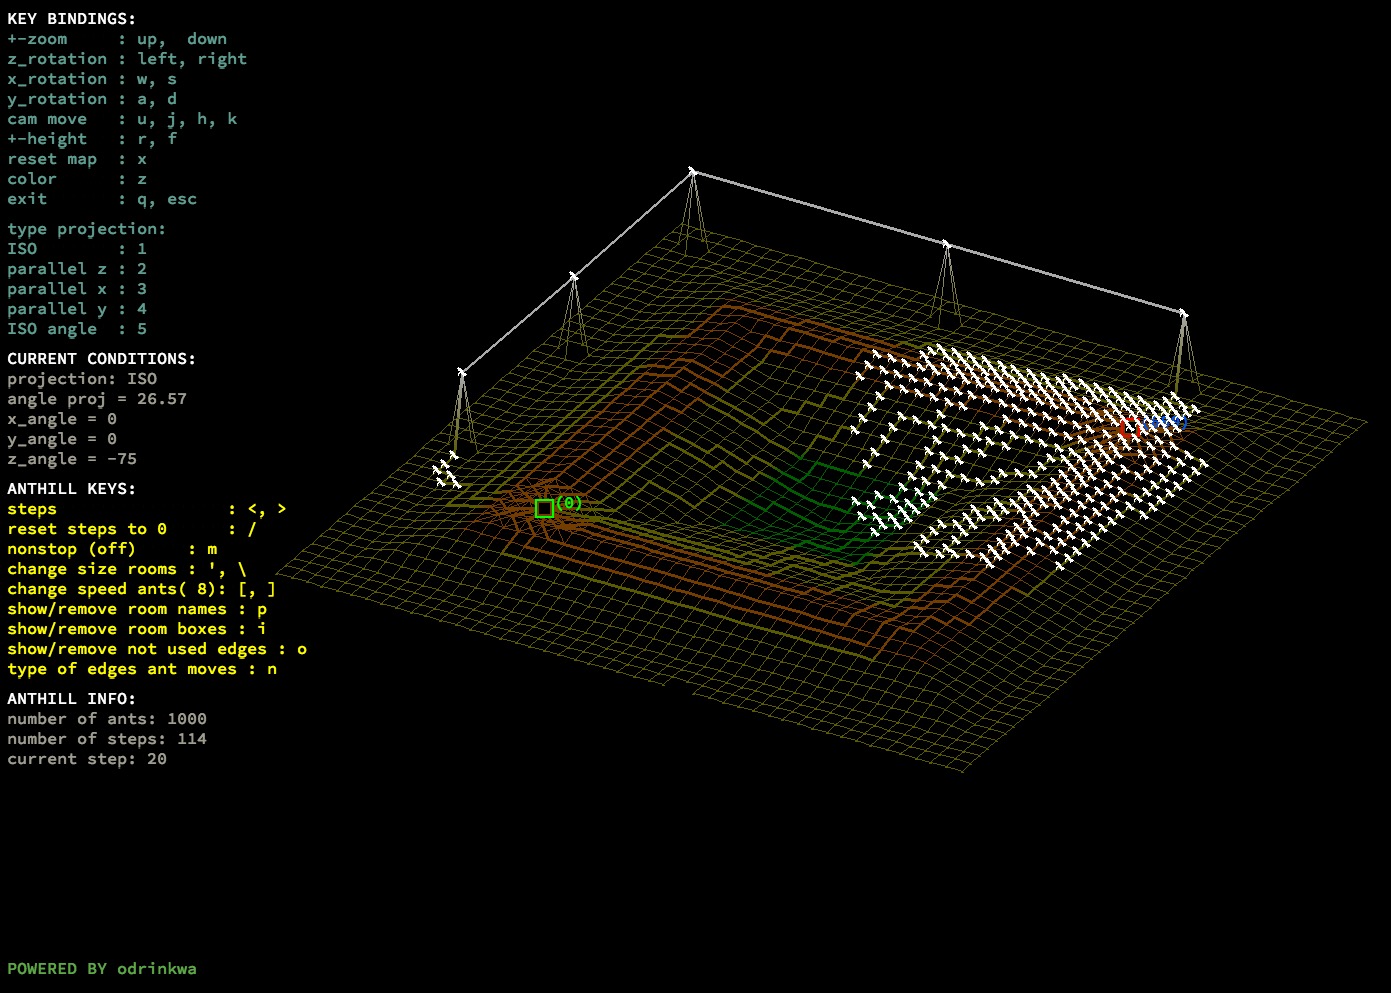 KEY BINDINGS:
+-zoom     : up,  down
z_rotation : left, right
x_rotation : w, s
y_rotation : a, d
cam move   : u, j, h, k
+-height   : r, f
reset map  : x
color      : z
exit       : q, esc
type projection:
ISO        : 1
parallel z : 2
parallel x : 3
parallel y : 4
ISO angle  : 5
CURRENT CONDITIONS:
projection: ISO
angle proj = 26.57
x_angle = 0
y_angle = 0
z_angle = -75
ANTHILL KEYS:
steps                 : <, >
reset steps to 0      : /
nonstop (off)     : m
change size rooms : ', \
change speed ants( 8): [, ]
show/remove room names : p
show/remove room boxes : i
show/remove not used edges : o
type of edges ant moves : n
ANTHILL INFO:
number of ants: 1000
number of steps: 114
current step: 20
(0)
POWERED BY odrinkwa